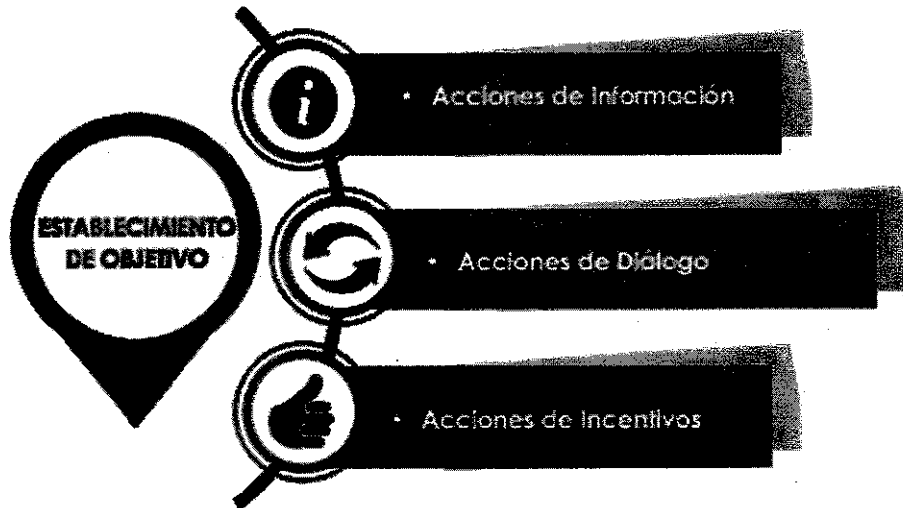 ESTABLECIMIENTO
DE OBJETIVO
• Acciones de Información
• Acciones de Diálogo
• Acciones de Incentivos